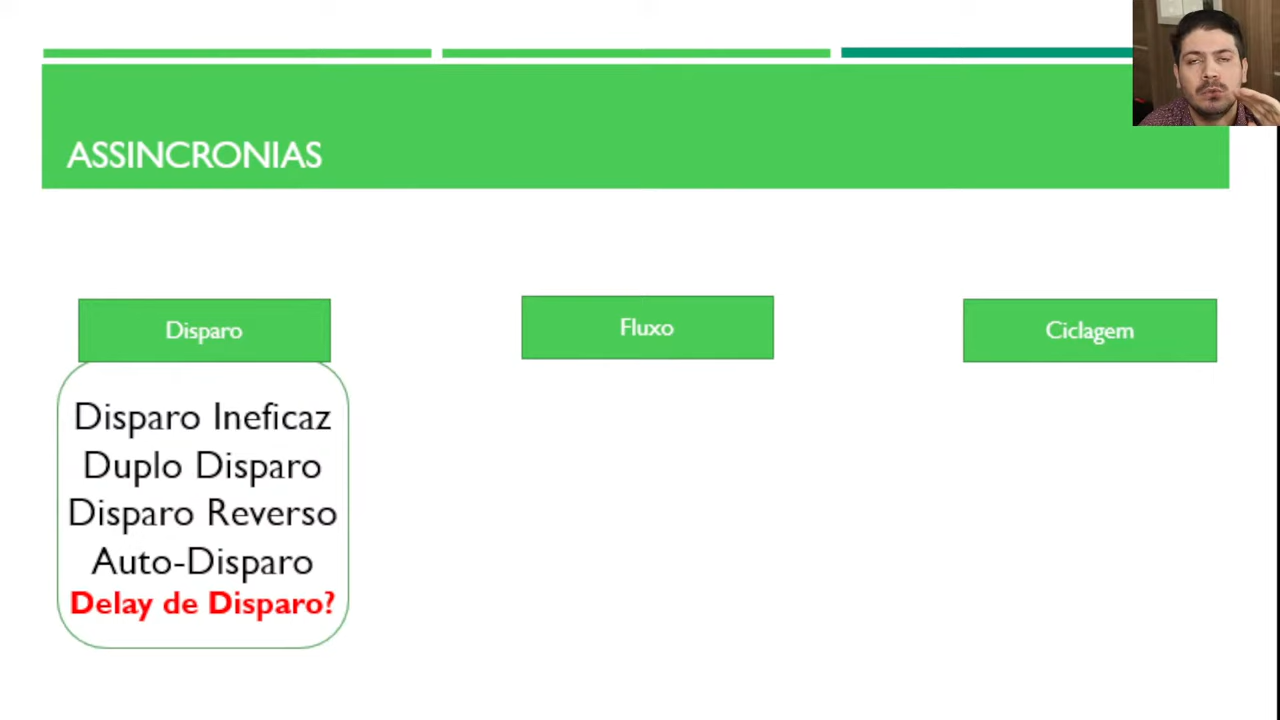 ASSINCRONIAS
Disparo
Fluxo
Ciclagem
Disparo Ineficaz
Duplo Disparo
Disparo Reverso
Auto-Disparo
Delay de Disparo?